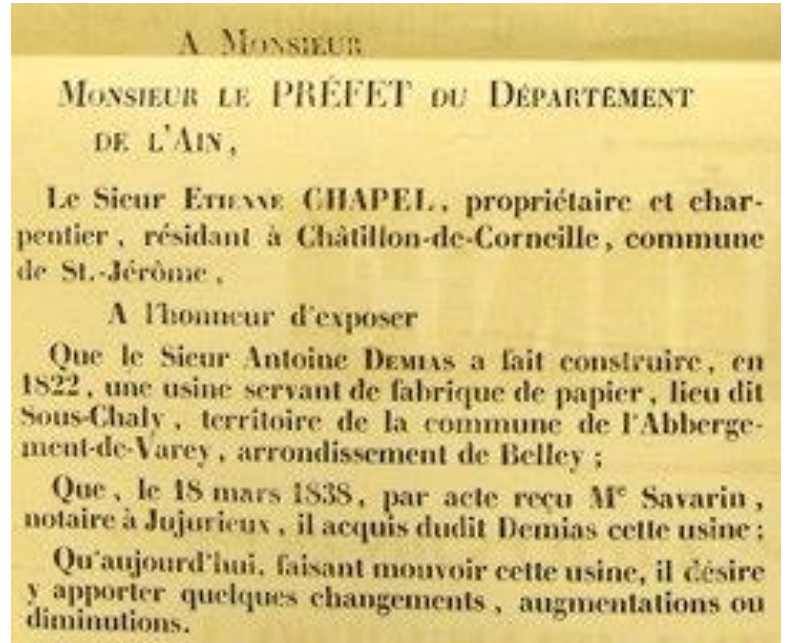 A MONSIEUR
MONSIEUR LE PRÉFET DU DÉPARTEMENT
DE L'AIN,
Le Sieur ETIENNE CHAPEL, propriétaire et char-
pentier, résidant à Châtillon-de-Corneille, commune
de St.-Jérôme,
A l'honneur d'exposer
Que le Sieur Antoine DEMIAS a fait construire, en
1822, une usine servant de fabrique de papier, lieu dit
Sous-Chaly, territoire de la commune de l'Abberge-
ment-de-Varey, arrondissement de Belley ;
Que, le 18 mars 1838, par acte reçu Me Savarin,
notaire à Jujurieux, il acquis dudit Demias cette usine ;
Qu'aujourd'hui, faisant mouvoir cette usine, il désire
y apporter quelques changements, augmentations ou
diminutions.